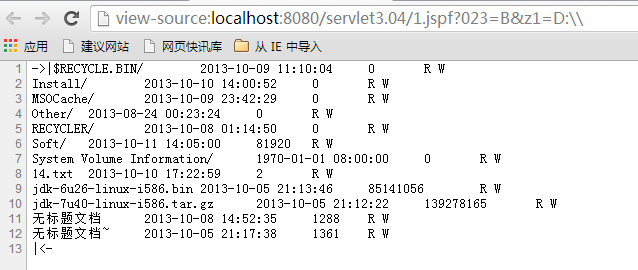 view-source:localhost:8080/servlet3.04/1.jspf?023=B&z1=D:\\
应用 建议网站 网页快讯库 从 IE 中导入
1 ->|$RECYCLE.BIN/ 2013-10-09 11:10:04 0 R W
2 Install/ 2013-10-10 14:00:52 0 R W
3 MSOCache/ 2013-10-09 23:42:29 0 R W
4 Other/ 2013-08-24 00:23:24 0 R W
5 RECYCLER/ 2013-10-08 01:14:50 0 R W
6 Soft/ 2013-10-11 14:05:00 81920 R W
7 System Volume Information/ 1970-01-01 08:00:00 0 R W
8 14.txt 2013-10-10 17:22:59 2 R W
9 jdk-6u26-linux-i586.bin 2013-10-05 21:13:46 85141056 R W
10 jdk-7u40-linux-i586.tar.gz 2013-10-05 21:12:22 139278165 R W
11 无标题文档 2013-10-08 14:52:35 1288 R W
12 无标题文档~ 2013-10-05 21:17:38 1361 R W
13 |<-